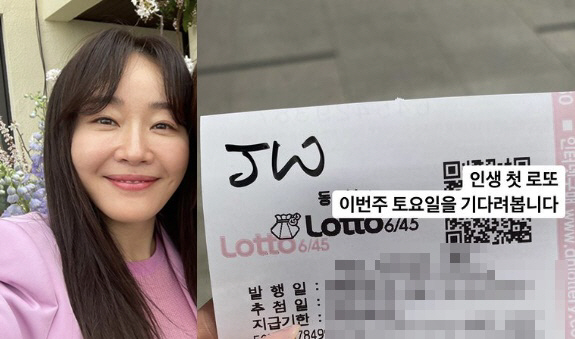 JW
인생 첫 로또
이번주 토요일을 기다려봅니다
Lotto 6/45
Lotto 6/45
발 행 일 :
추 첨 일 :
지급기한 :